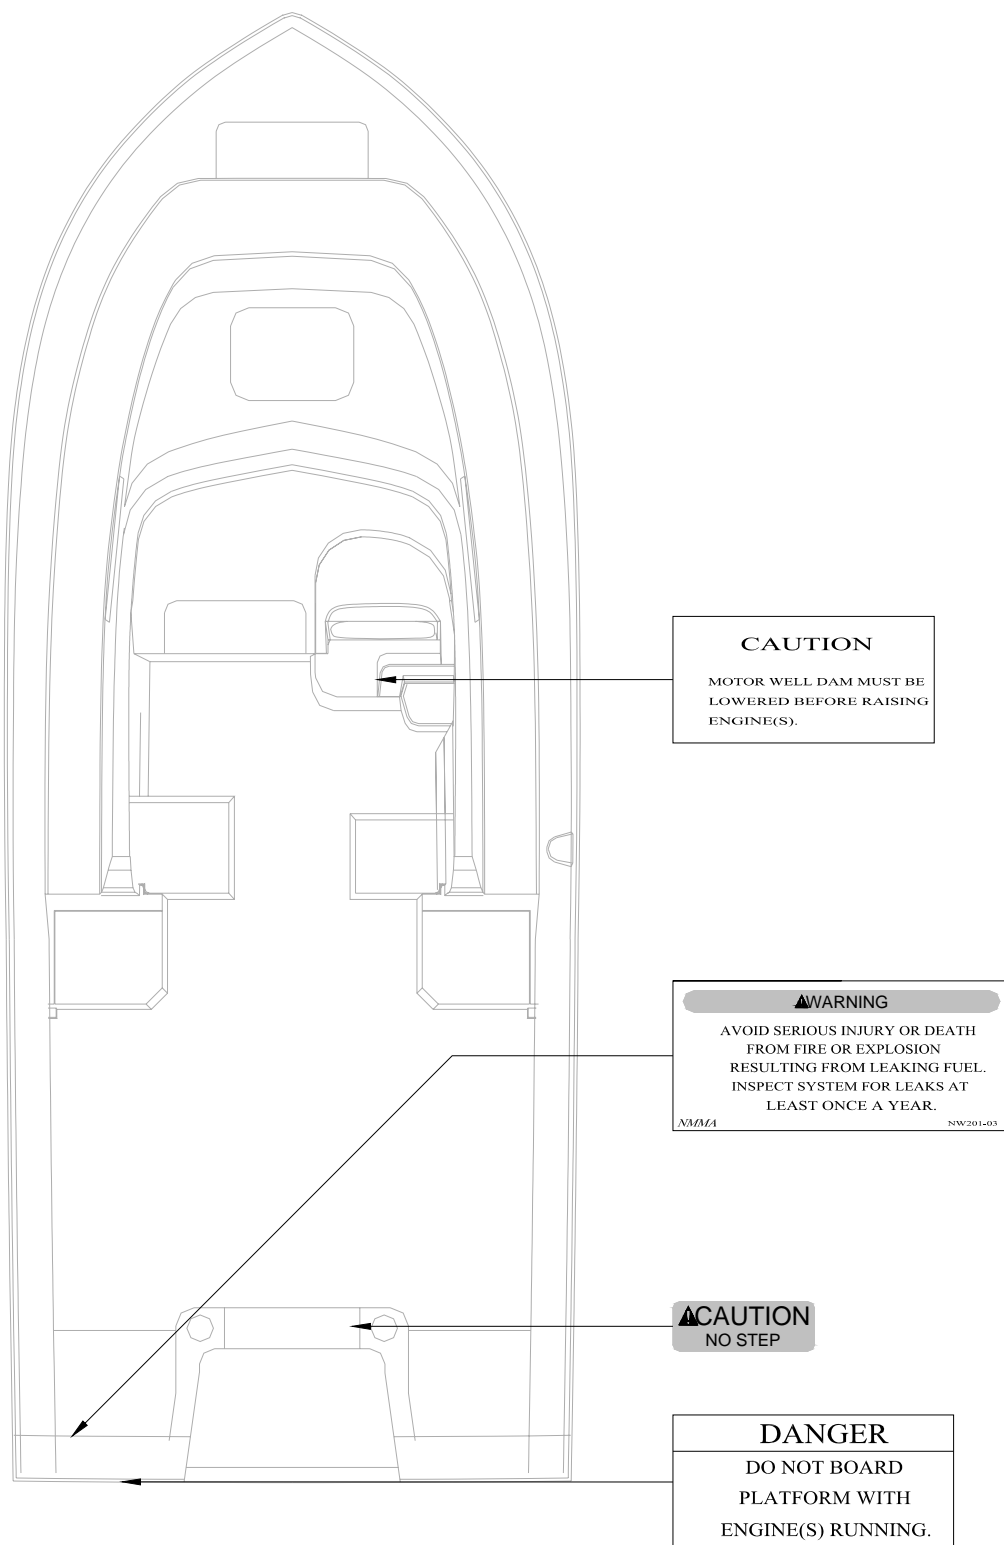 CAUTION
MOTOR WELL DAM MUST BE
LOWERED BEFORE RAISING
ENGINE(S).
WARNING
AVOID SERIOUS INJURY OR DEATH
FROM FIRE OR EXPLOSION
RESULTING FROM LEAKING FUEL.
INSPECT SYSTEM FOR LEAKS AT
LEAST ONCE A YEAR.
NMMA NW201-03
CAUTION
NO STEP
DANGER
DO NOT BOARD
PLATFORM WITH
ENGINE(S) RUNNING.